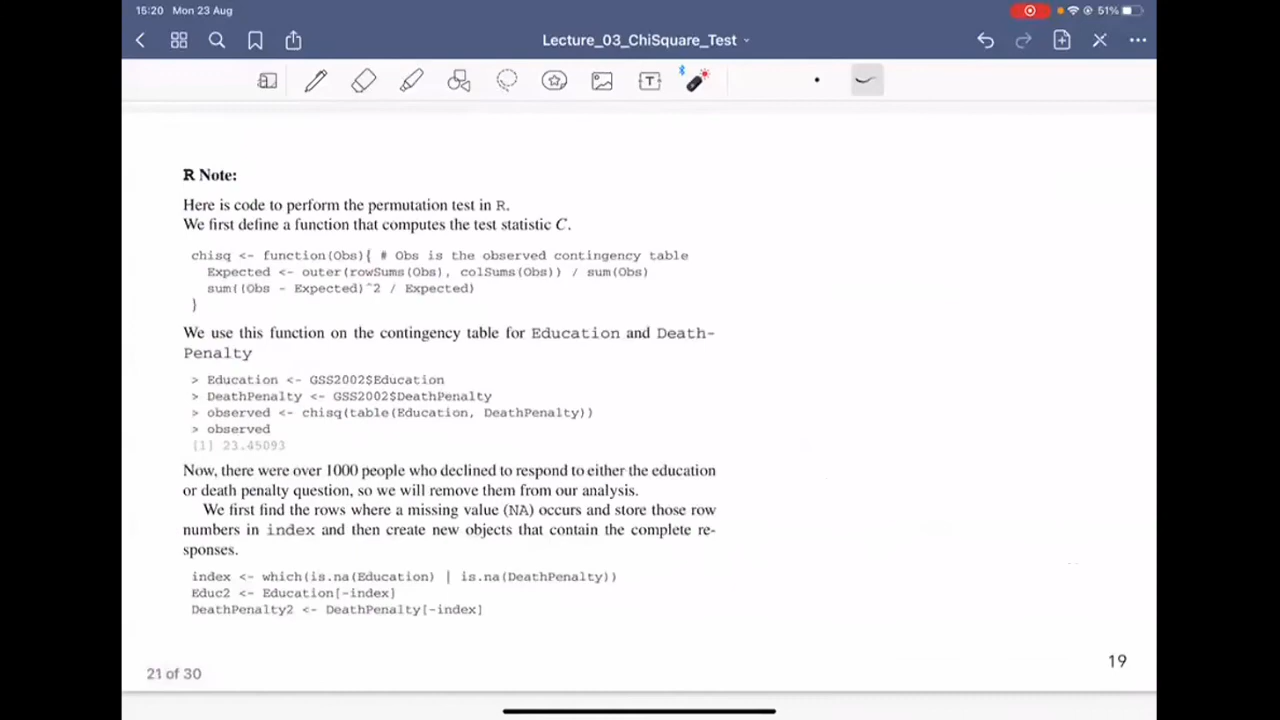 15:20 Mon 23 Aug
51%
Lecture_03_ChiSquare_Test
T
R Note:
Here is code to perform the permutation test in R.
We first define a function that computes the test statistic C.
chisq <- function(Obs){ # Obs is the observed contingency table
Expected <- outer(rowSums(Obs), colSums(Obs)) / sum(Obs)
sum((Obs - Expected)^2 / Expected)
}
We use this function on the contingency table for Education and Death-
Penalty
> Education <- GSS2002$Education
> DeathPenalty <- GSS2002$DeathPenalty
> observed <- chisq(table(Education, DeathPenalty))
> observed
[1] 23.45093
Now, there were over 1000 people who declined to respond to either the education
or death penalty question, so we will remove them from our analysis.
We first find the rows where a missing value (NA) occurs and store those row
numbers in index and then create new objects that contain the complete re-
sponses.
index <- which(is.na(Education) | is.na(DeathPenalty))
Educ2 <- Education[-index]
DeathPenalty2 <- DeathPenalty[-index]
19
21 of 30